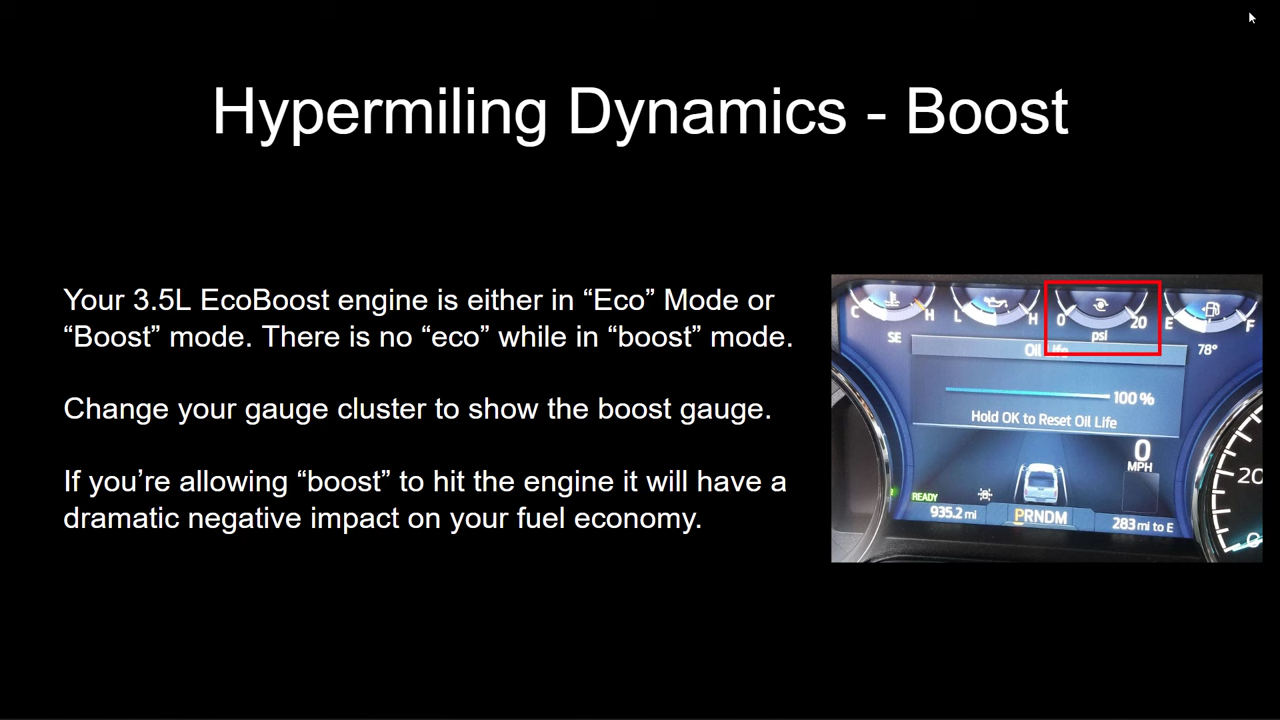 Hypermiling Dynamics - Boost
Your 3.5L EcoBoost engine is either in “Eco” Mode or
“Boost” mode. There is no “eco” while in “boost” mode.
Change your gauge cluster to show the boost gauge.
If you’re allowing “boost” to hit the engine it will have a
dramatic negative impact on your fuel economy.
C H L H 0 20 E F
psi
SE 78°
Oil Life
100 %
Hold OK to Reset Oil Life
0
MPH
READY
935.2 mi PRNDM 283 mi to E
20